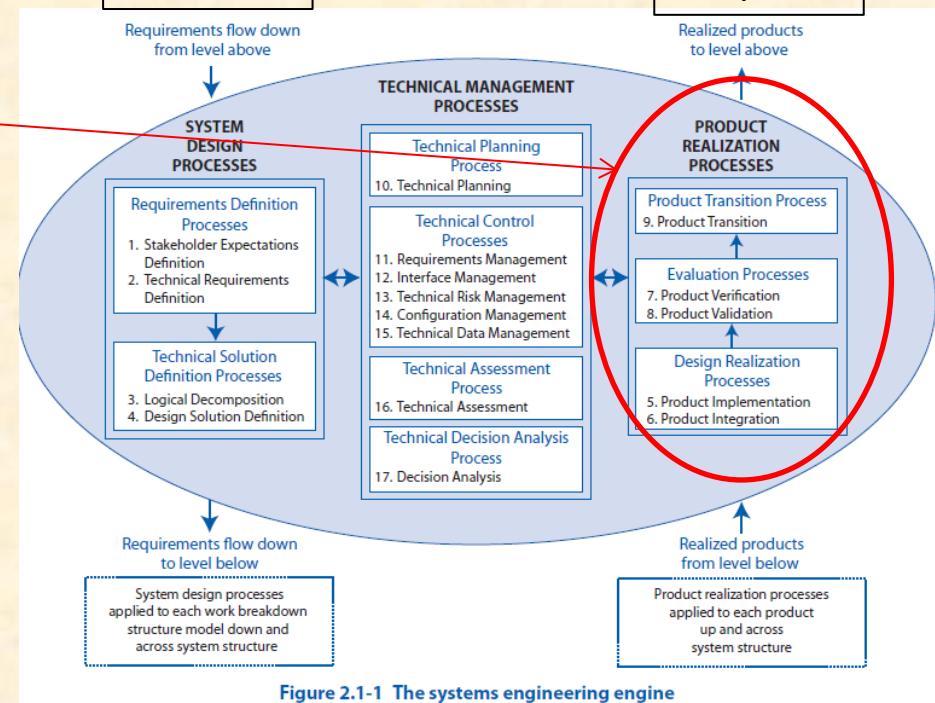 Requirements flow down
from level above
Realized products
to level above
TECHNICAL MANAGEMENT
PROCESSES
SYSTEM
DESIGN
PROCESSES
Requirements Definition
Processes
1. Stakeholder Expectations
Definition
2. Technical Requirements
Definition
Technical Solution
Definition Processes
3. Logical Decomposition
4. Design Solution Definition
Technical Planning
Process
10. Technical Planning
Technical Control
Processes
11. Requirements Management
12. Interface Management
13. Technical Risk Management
14. Configuration Management
15. Technical Data Management
Technical Assessment
Process
16. Technical Assessment
Technical Decision Analysis
Process
17. Decision Analysis
PRODUCT
REALIZATION
PROCESSES
Product Transition Process
9. Product Transition
Evaluation Processes
7. Product Verification
8. Product Validation
Design Realization
Processes
5. Product Implementation
6. Product Integration
Requirements flow down
to level below
Realized products
from level below
System design processes
applied to each work breakdown
structure model down and
across system structure
Product realization processes
applied to each product
up and across
system structure
Figure 2.1-1 The systems engineering engine